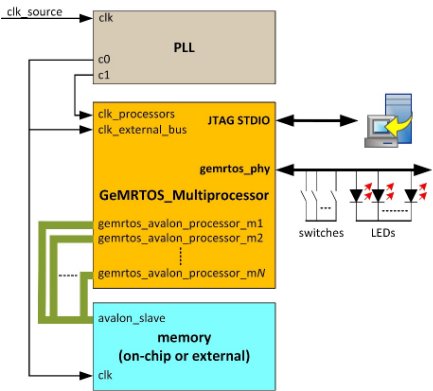 clk_source
clk
PLL
c0
c1
clk_processors
JTAG STDIO
clk_external_bus
gemrtos_phy
GeMRTOS_Multiprocessor
gemrtos_avalon_processor_m1
gemrtos_avalon_processor_m2
gemrtos_avalon_processor_mN
switches
LEDs
avalon_slave
memory
(on-chip or external)
clk